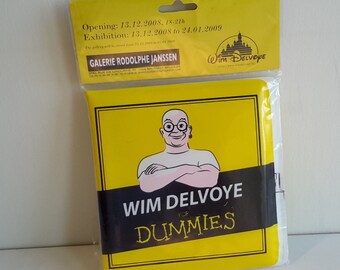 Opening: 13.12.2008, 18-21h
Exhibition: 13.12.2008 to 24.01.2009
GALERIE RODOLPHE JANSSEN
Wim Delvoye
WIM DELVOYE
DUMMIES